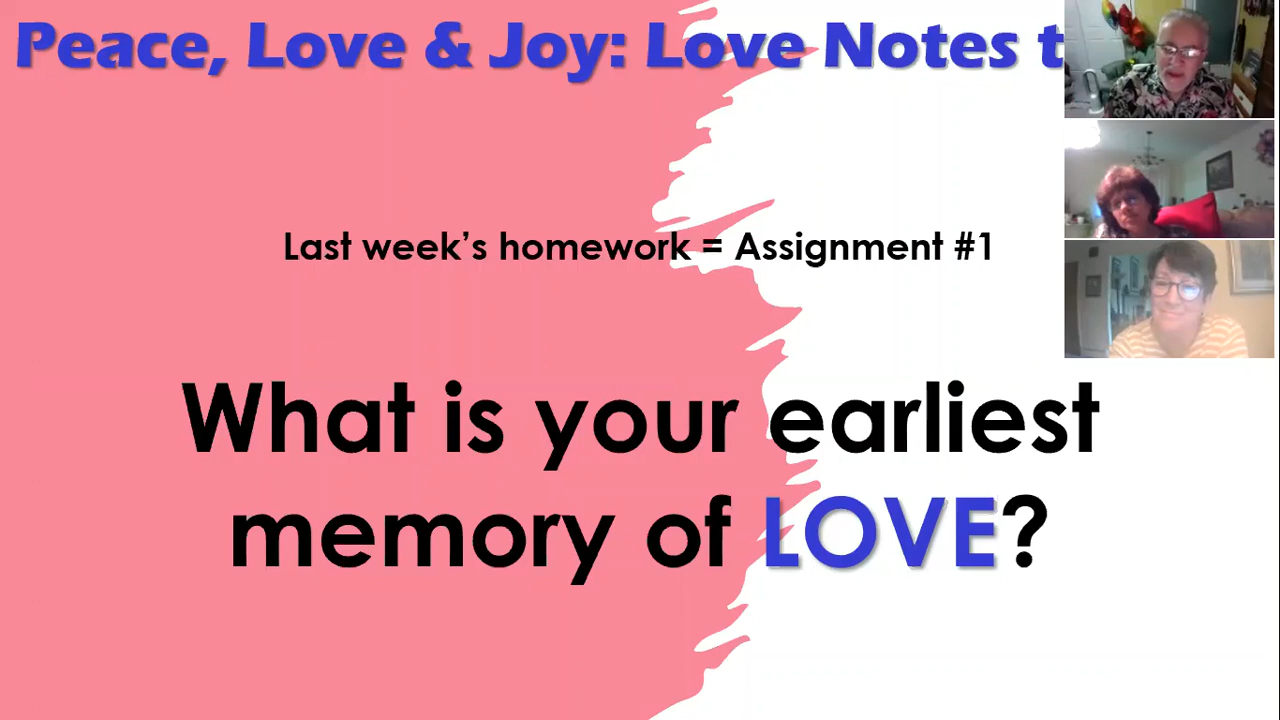 Peace, Love & Joy: Love Notes t
Last week’s homework = Assignment #1
What is your earliest
memory of LOVE?